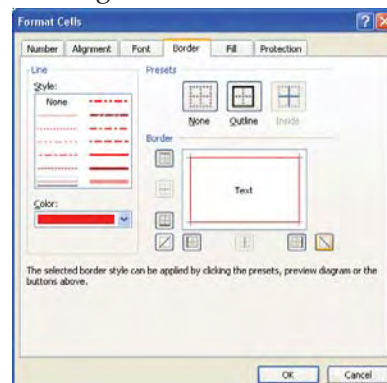 Format Cells
Number Alignment Font Border Fill Protection
Line
Style:
None
Color:
Presets
None Outline Inside
Border
Text
The selected border style can be applied by clicking the presets, preview diagram or the
buttons above.
OK Cancel